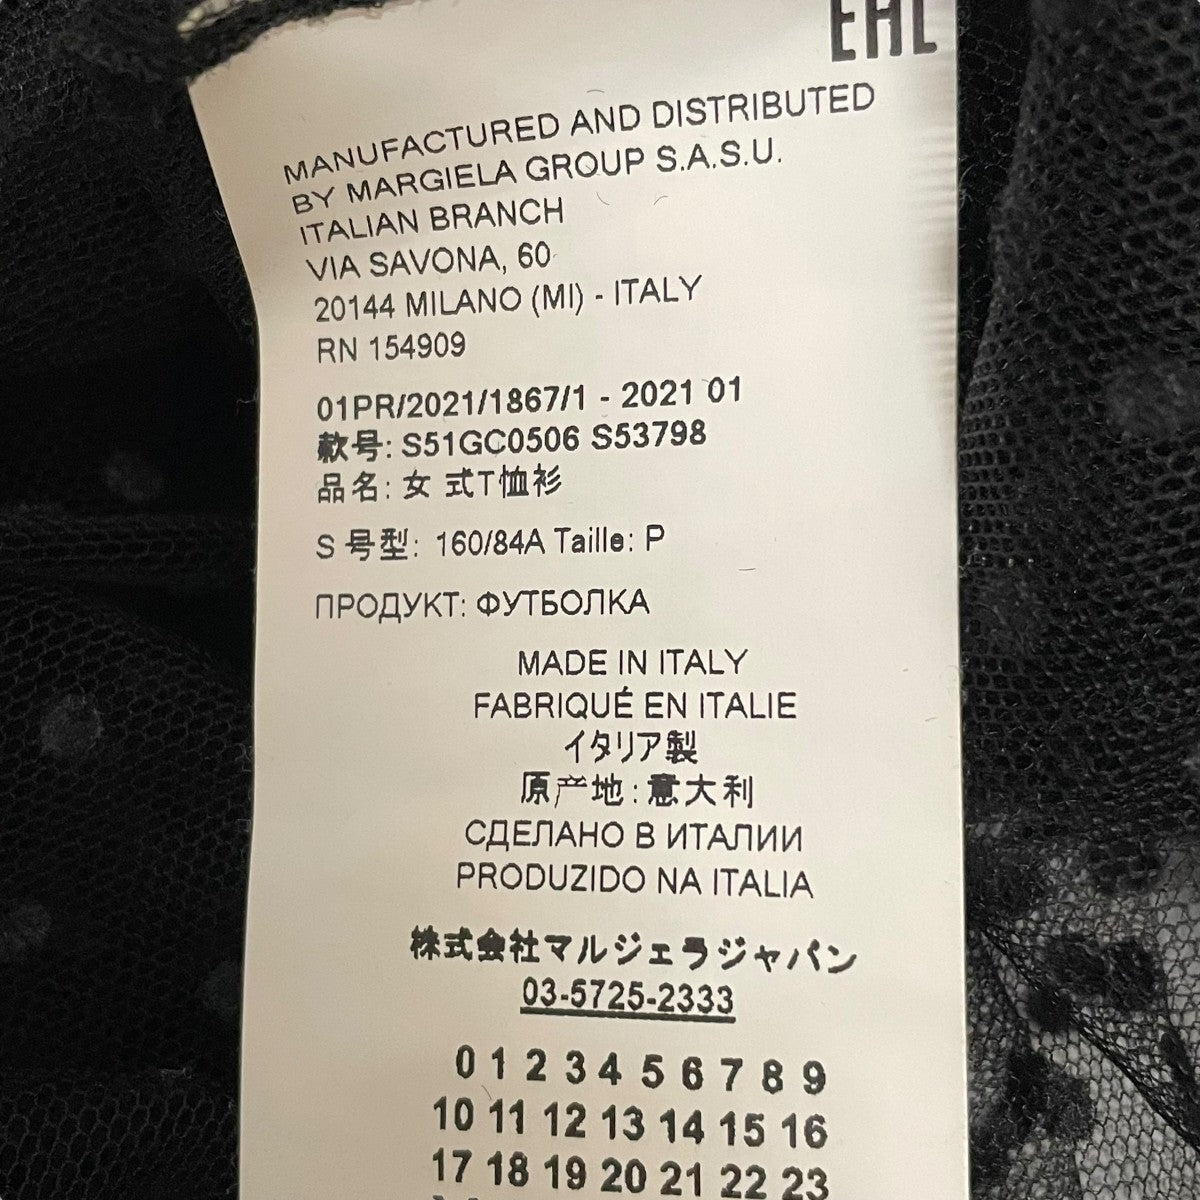 EAC
MANUFACTURED AND DISTRIBUTED
BY MARGIELA GROUP S.A.S.U.
ITALIAN BRANCH
VIA SAVONA, 60
20144 MILANO (MI) - ITALY
RN 154909
01PR/2021/1867/1 - 2021 01
款号: S51GC0506 S53798
品名: 女 式T恤衫
S 号型: 160/84A Taille: P
ПРОДУКТ: ФУТБОЛКА
MADE IN ITALY
FABRIQUÉ EN ITALIE
イタリア製
原产地: 意大利
СДЕЛАНО В ИТАЛИИ
PRODUZIDO NA ITALIA
株式会社マルジェラジャパン
03-5725-2333
0 1 2 3 4 5 6 7 8 9
10 11 12 13 14 15 16
17 18 19 20 21 22 23